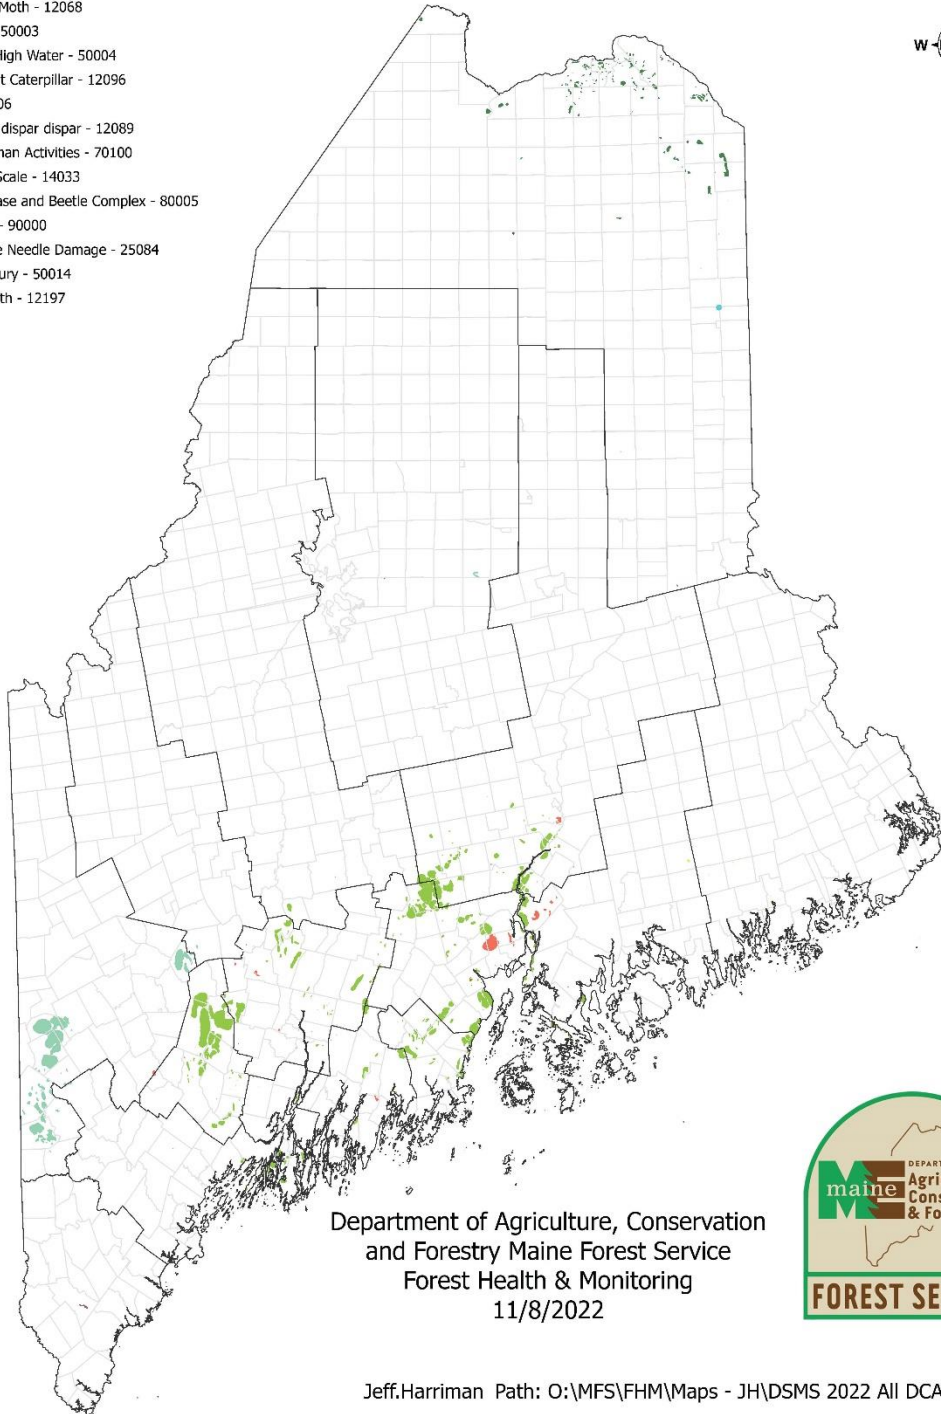 Moth - 12068
50003
High Water - 50004
t Caterpillar - 12096
06
dispar dispar - 12089
man Activities - 70100
Scale - 14033
ase and Beetle Complex - 80005
- 90000
e Needle Damage - 25084
ury - 50014
th - 12197
W
maine
DEPART
Agri
Cons
& Fo
FOREST SE
Department of Agriculture, Conservation
and Forestry Maine Forest Service
Forest Health & Monitoring
11/8/2022
Jeff.Harriman Path: O:\MFS\FHM\Maps - JH\DSMS 2022 All DCA